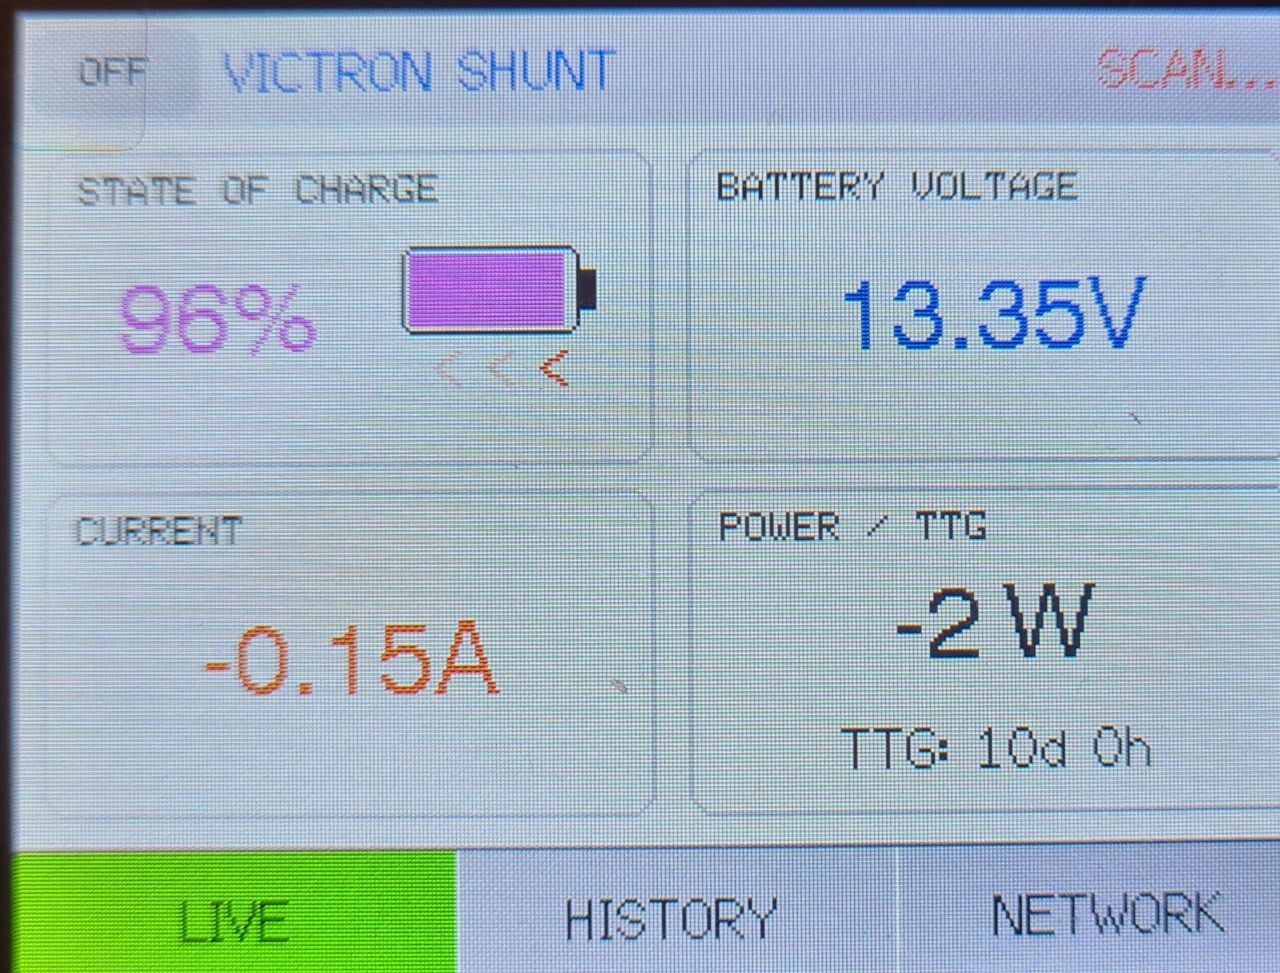 OFF VICTRON SHUNT SCAN...
STATE OF CHARGE
96%
BATTERY VOLTAGE
13.35V
CURRENT
-0.15A
POWER / TTG
-2 W
TTG: 10d 0h
LIVE HISTORY NETWORK